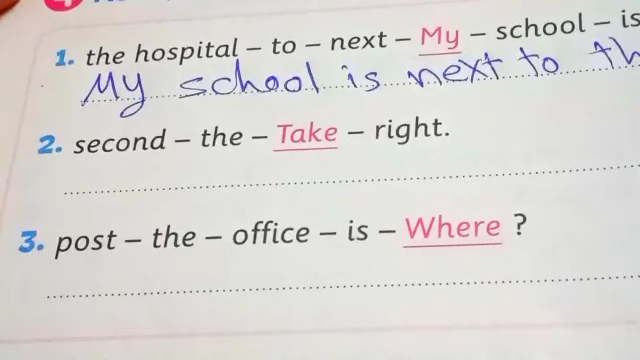 1. the hospital – to – next – My – school – is
My school is next to th
2. second – the – Take – right.
3. post – the – office – is – Where ?